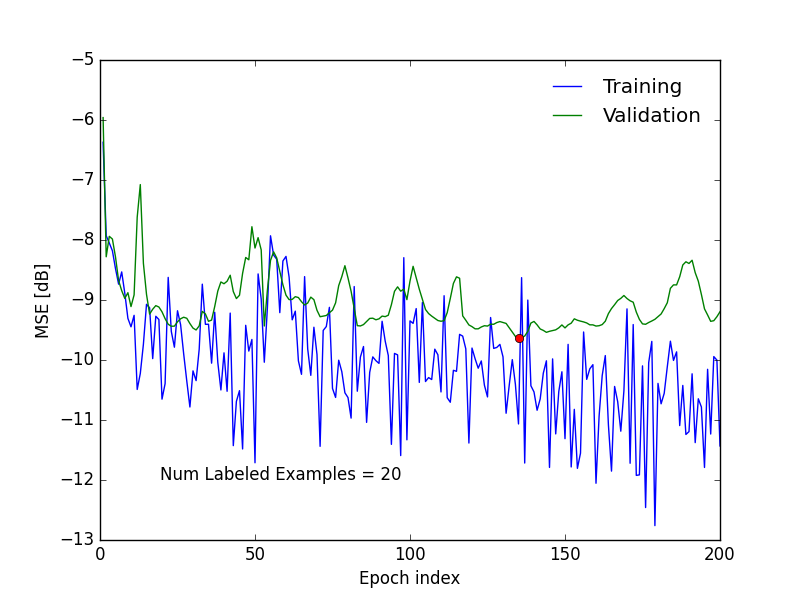 −5
−6
−7
−8
−9
−10
−11
−12
−13
MSE [dB]
Training
Validation
Num Labeled Examples = 20
0 50 100 150 200
Epoch index